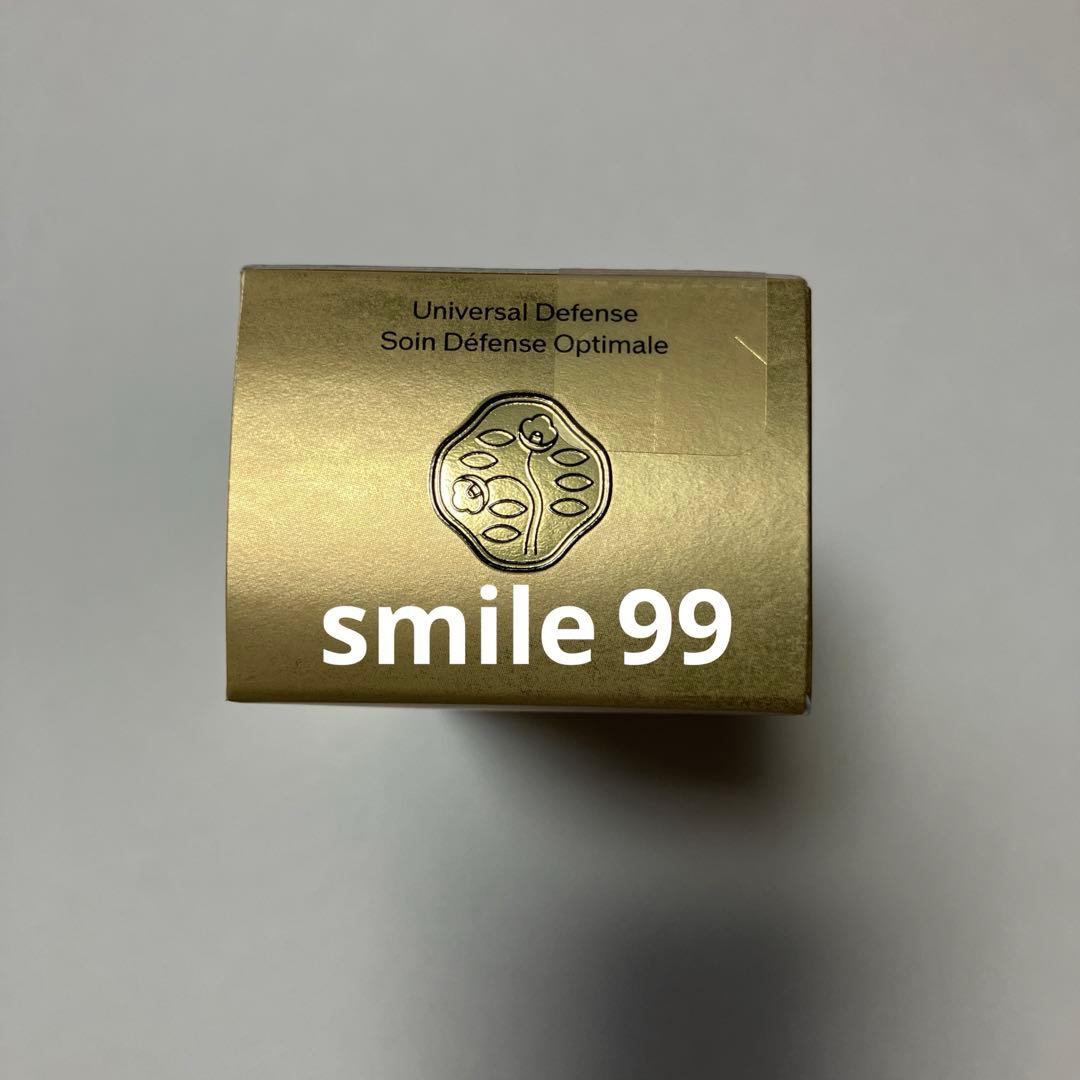 Universal Defense
Soin Défense Optimale
smile 99